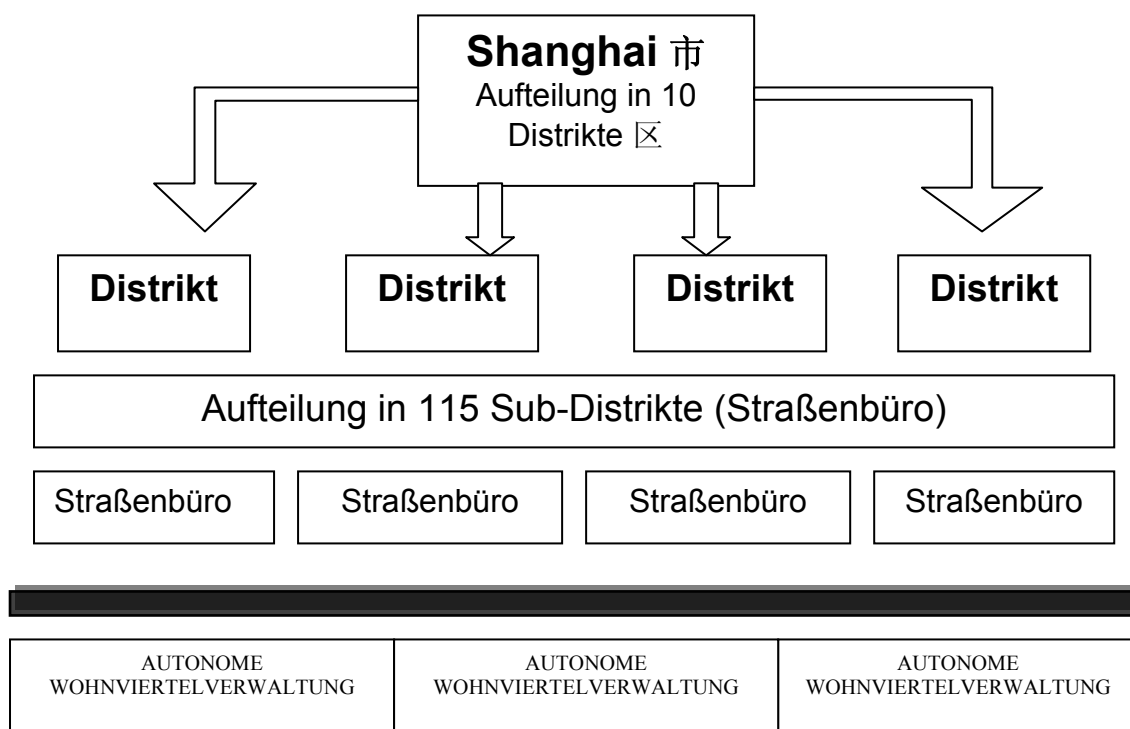 Shanghai 市
Aufteilung in 10
Distrikte 区
Distrikt
Distrikt
Distrikt
Distrikt
Aufteilung in 115 Sub-Distrikte (Straßenbüro)
Straßenbüro
Straßenbüro
Straßenbüro
Straßenbüro
AUTONOME
WOHNVIERTELVERWALTUNG
AUTONOME
WOHNVIERTELVERWALTUNG
AUTONOME
WOHNVIERTELVERWALTUNG